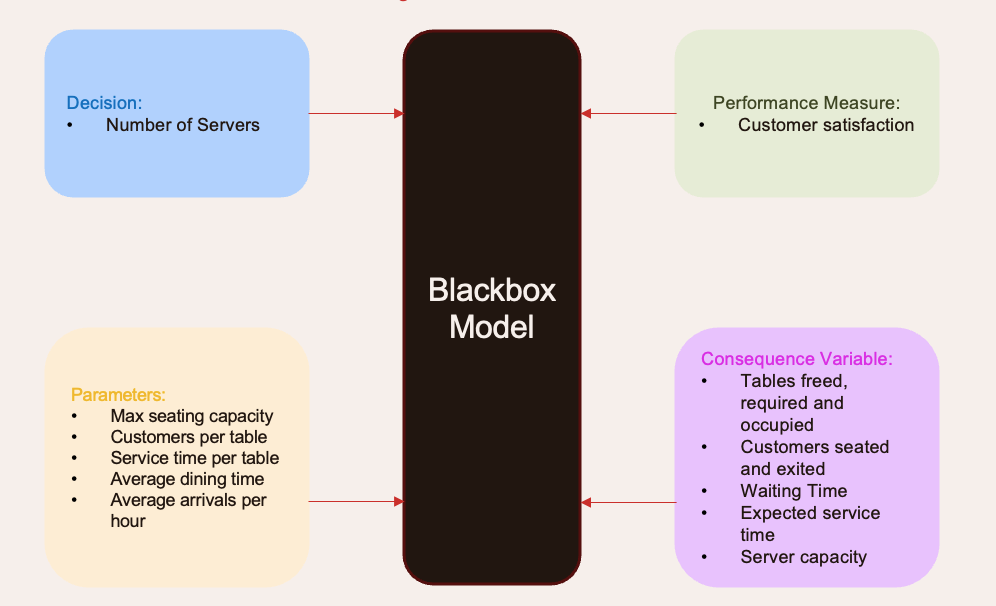 Decision:
• Number of Servers
Performance Measure:
• Customer satisfaction
Blackbox
Model
Parameters:
• Max seating capacity
• Customers per table
• Service time per table
• Average dining time
• Average arrivals per
hour
Consequence Variable:
• Tables freed,
required and
occupied
• Customers seated
and exited
• Waiting Time
• Expected service
time
• Server capacity